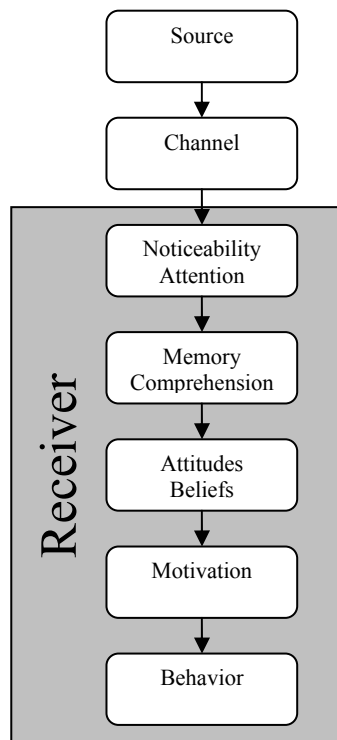 Source
Channel
Receiver
Noticeability
Attention
Memory
Comprehension
Attitudes
Beliefs
Motivation
Behavior